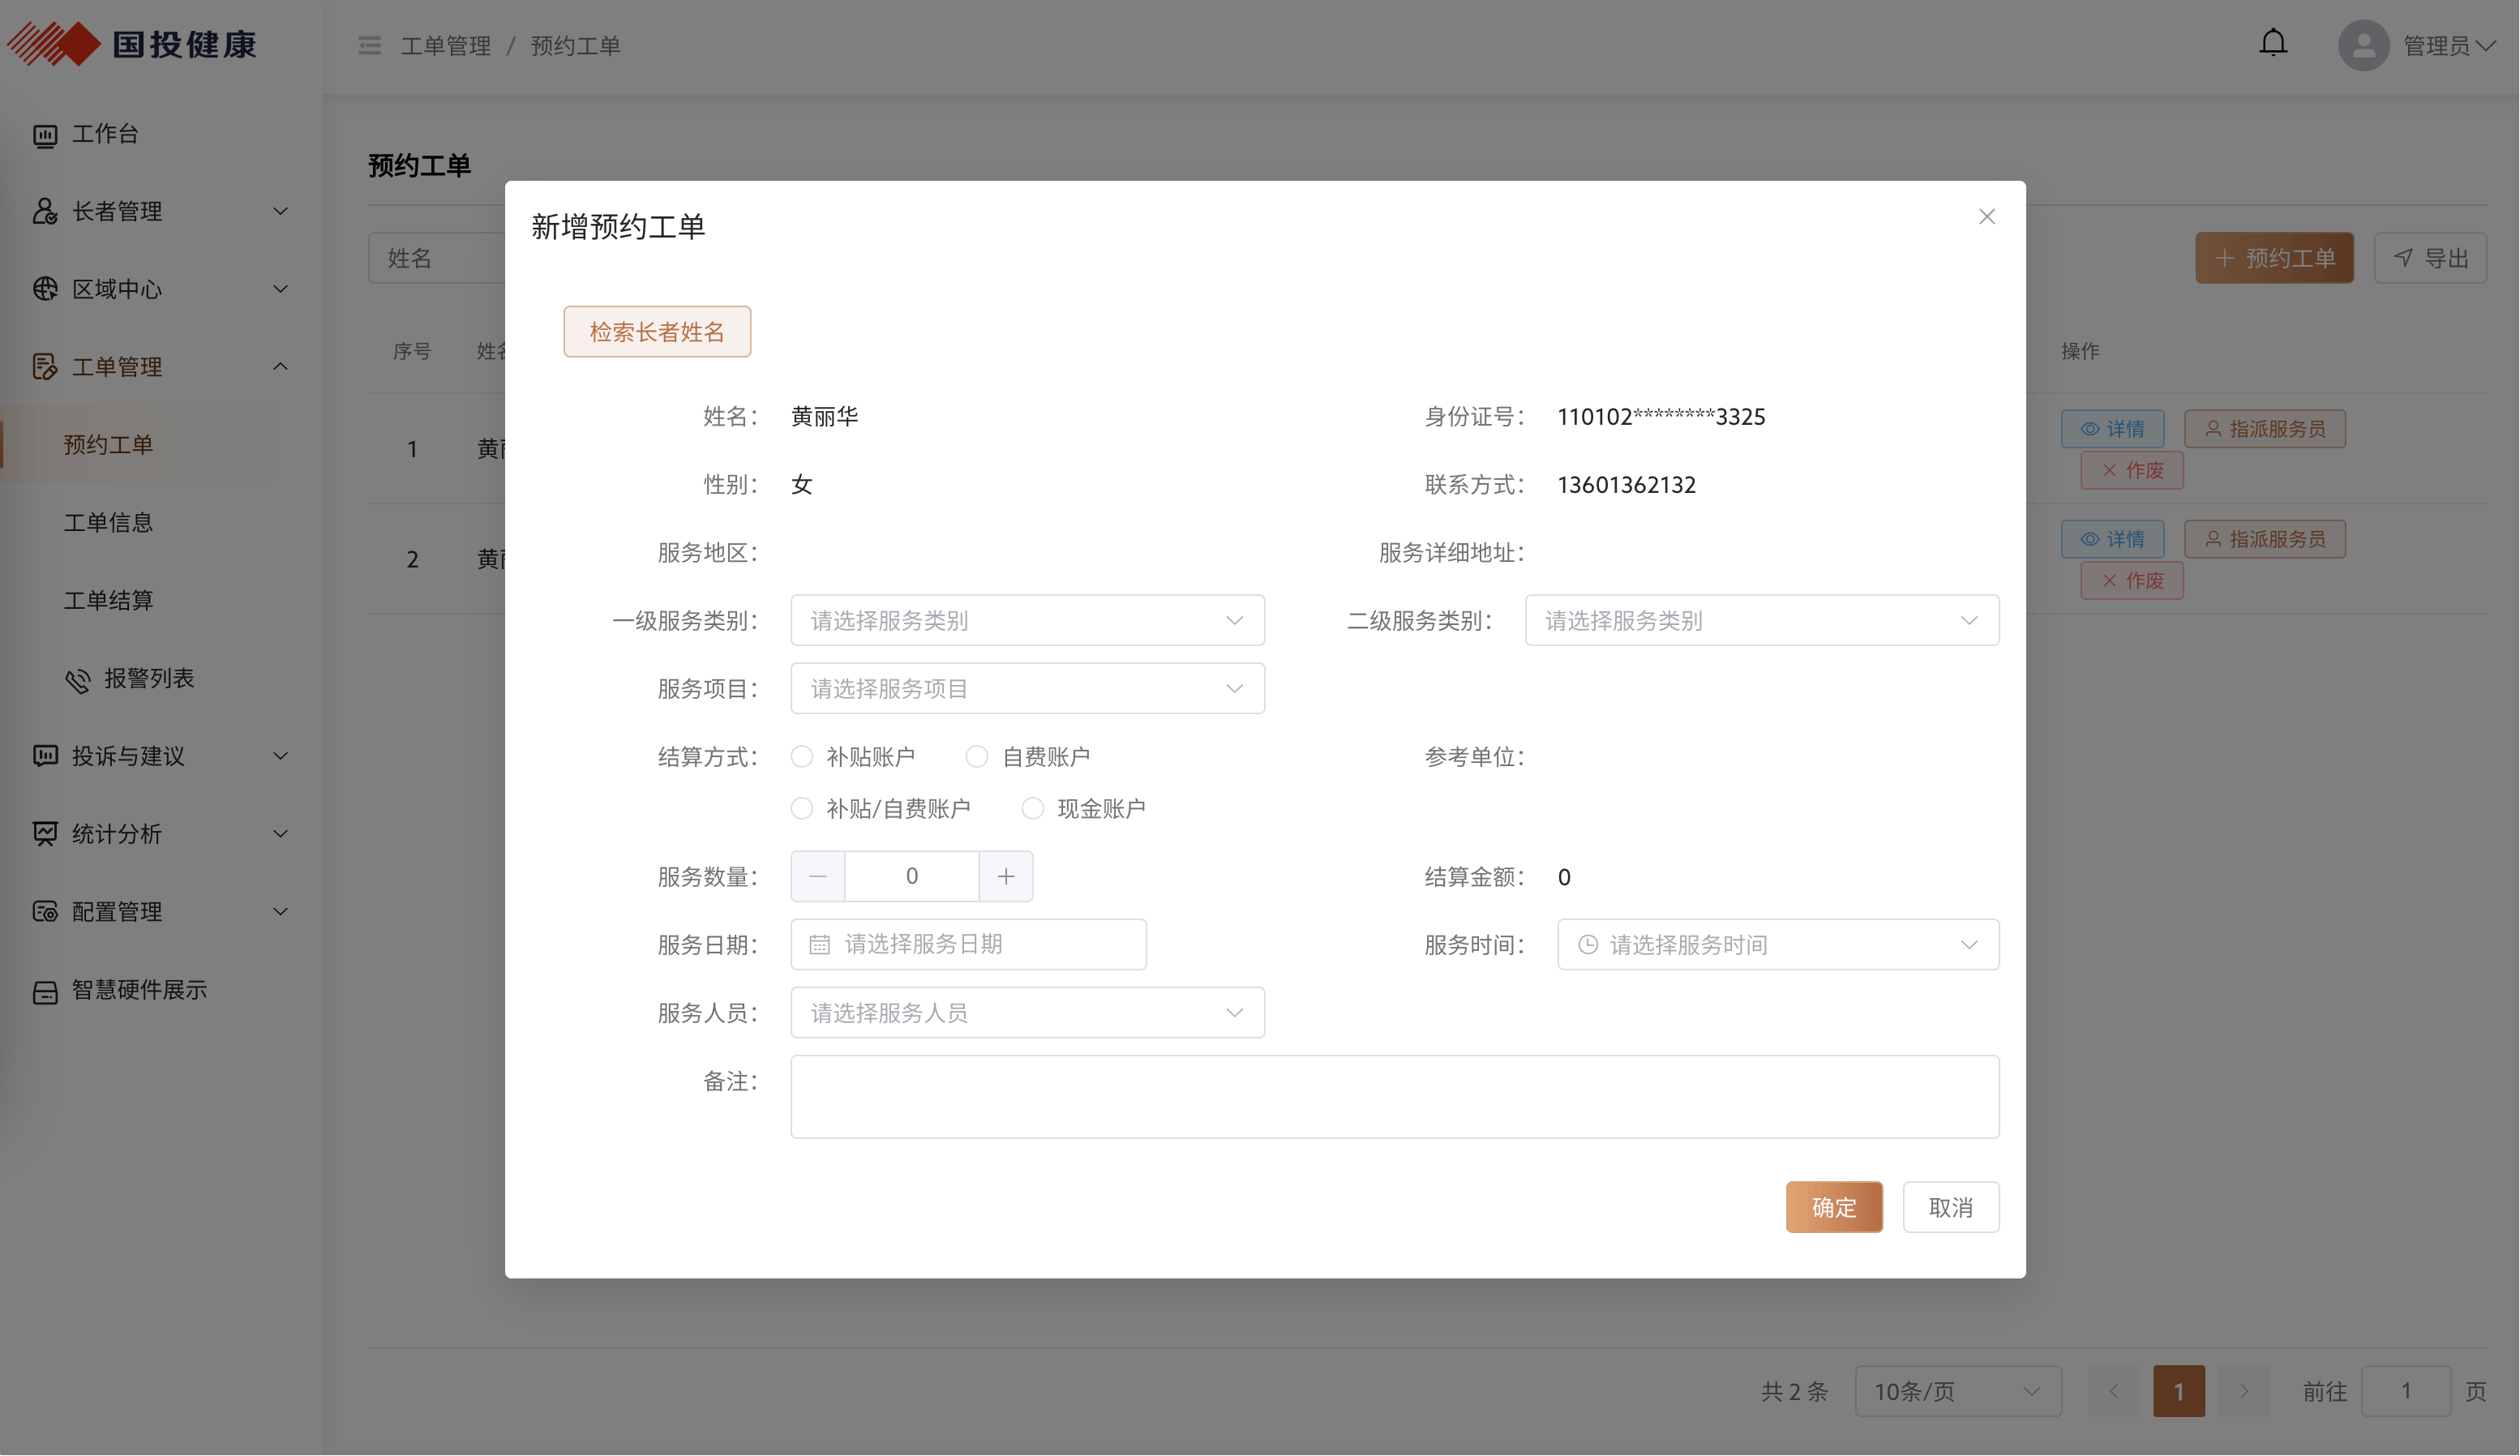 国投健康
工单管理 / 预约工单
管理员
工作台
长者管理
区域中心
工单管理
预约工单
工单信息
工单结算
报警列表
投诉与建议
统计分析
配置管理
智慧硬件展示
预约工单
姓名
预约工单
导出
序号
操作
1
详情
指派服务员
作废
2
详情
指派服务员
作废
新增预约工单
检索长者姓名
姓名： 黄丽华
身份证号： 110102********3325
性别： 女
联系方式： 13601362132
服务地区：
服务详细地址：
一级服务类别： 请选择服务类别
二级服务类别： 请选择服务类别
服务项目： 请选择服务项目
结算方式： 补贴账户 自费账户
参考单位：
补贴/自费账户 现金账户
服务数量： 0
结算金额： 0
服务日期： 请选择服务日期
服务时间： 请选择服务时间
服务人员： 请选择服务人员
备注：
确定
取消
共 2 条
10条/页
1
前往 1 页